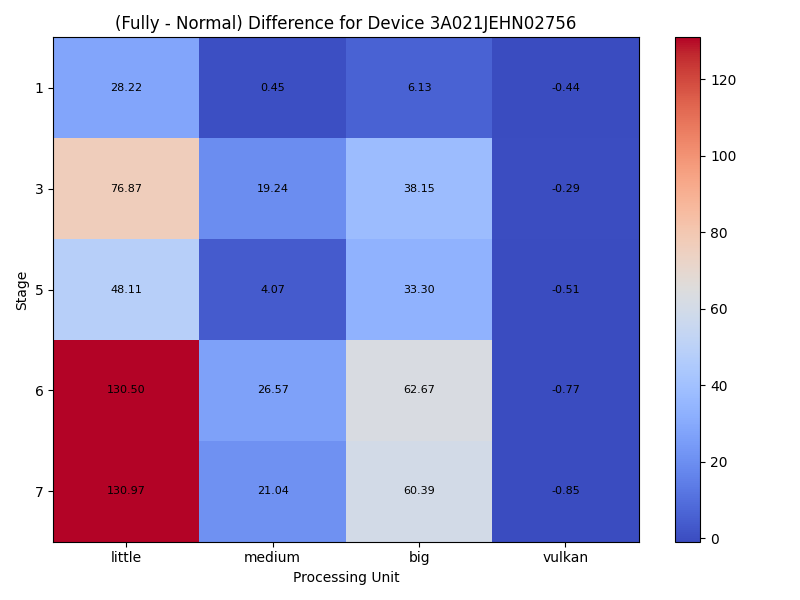 (Fully - Normal) Difference for Device 3A021JEHN02756
1 28.22 0.45 6.13 -0.44
3 76.87 19.24 38.15 -0.29
5 48.11 4.07 33.30 -0.51
6 130.50 26.57 62.67 -0.77
7 130.97 21.04 60.39 -0.85
little medium big vulkan
Processing Unit
Stage
120
100
80
60
40
20
0